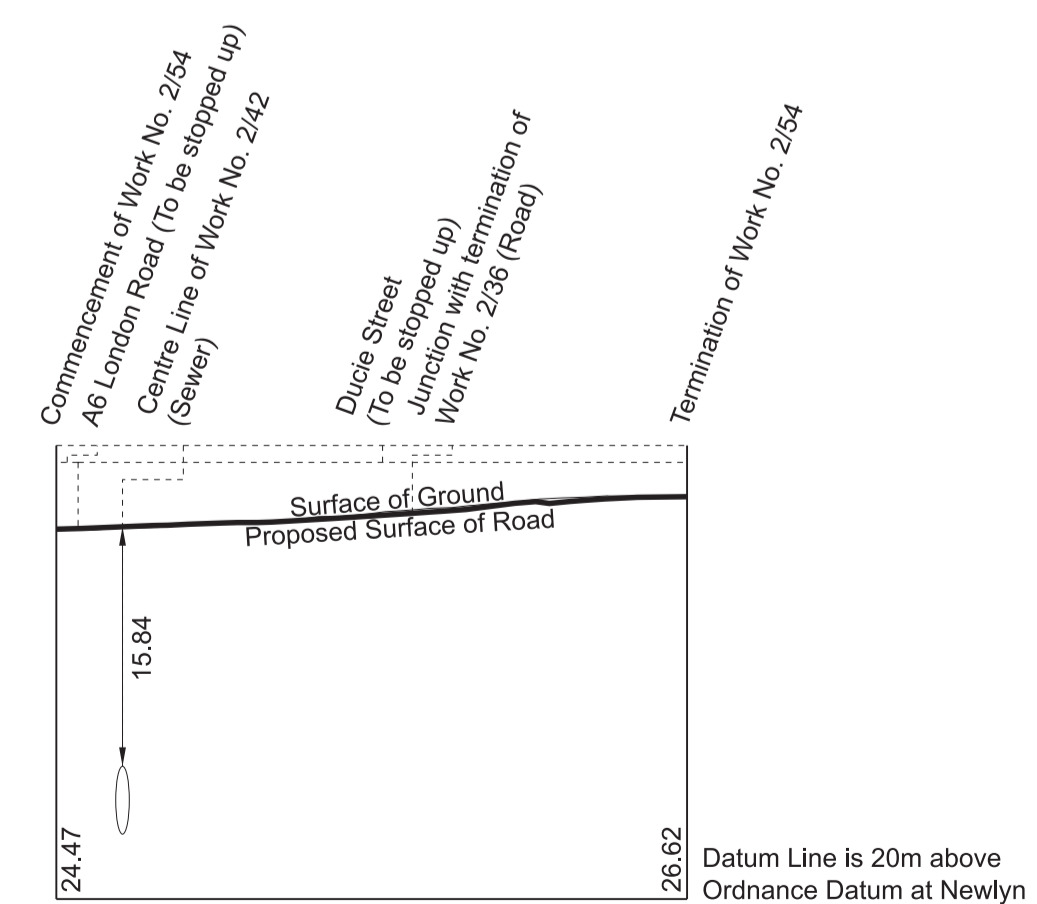 Commencement of Work No. 2/54
A6 London Road (To be stopped up)
Centre Line of Work No. 2/42
(Sewer)
Ducie Street
(To be stopped up)
Junction with termination of
Work No. 2/36 (Road)
Termination of Work No. 2/54
Surface of Ground
Proposed Surface of Road
15.84
24.47
26.62
Datum Line is 20m above
Ordnance Datum at Newlyn